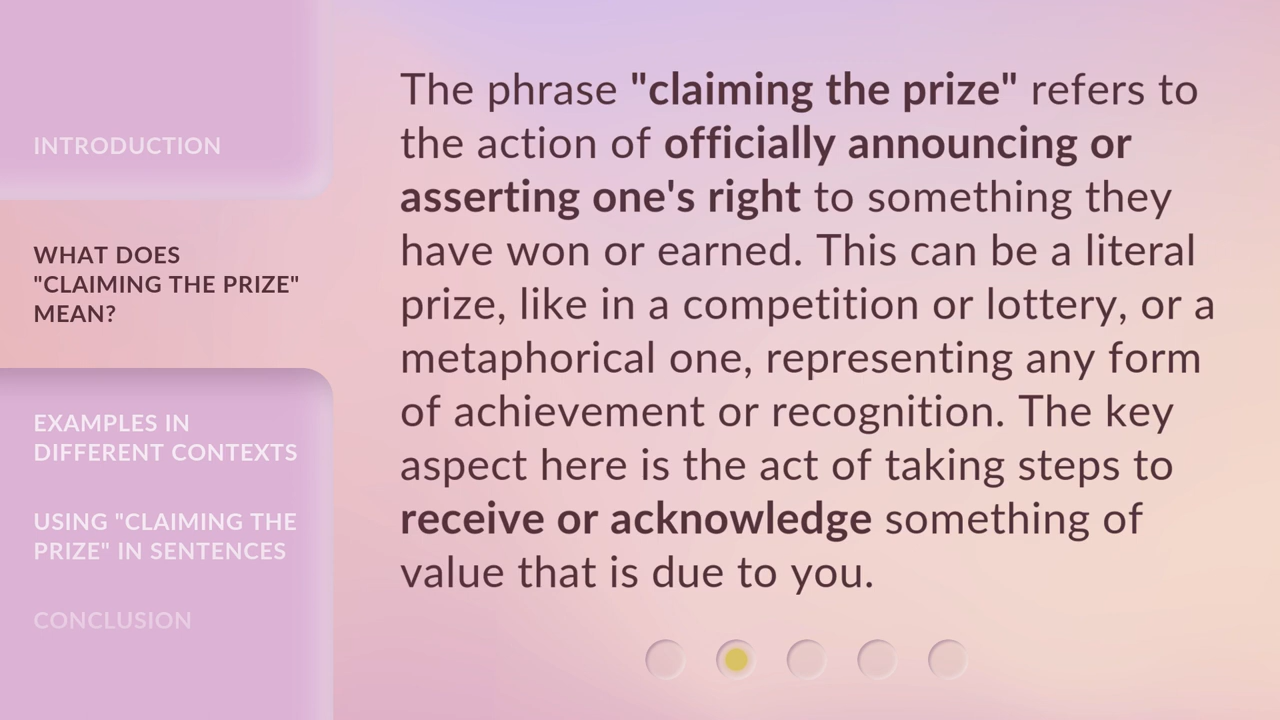 INTRODUCTION
WHAT DOES
"CLAIMING THE PRIZE"
MEAN?
EXAMPLES IN
DIFFERENT CONTEXTS
USING "CLAIMING THE
PRIZE" IN SENTENCES
CONCLUSION
The phrase "claiming the prize" refers to
the action of officially announcing or
asserting one's right to something they
have won or earned. This can be a literal
prize, like in a competition or lottery, or a
metaphorical one, representing any form
of achievement or recognition. The key
aspect here is the act of taking steps to
receive or acknowledge something of
value that is due to you.